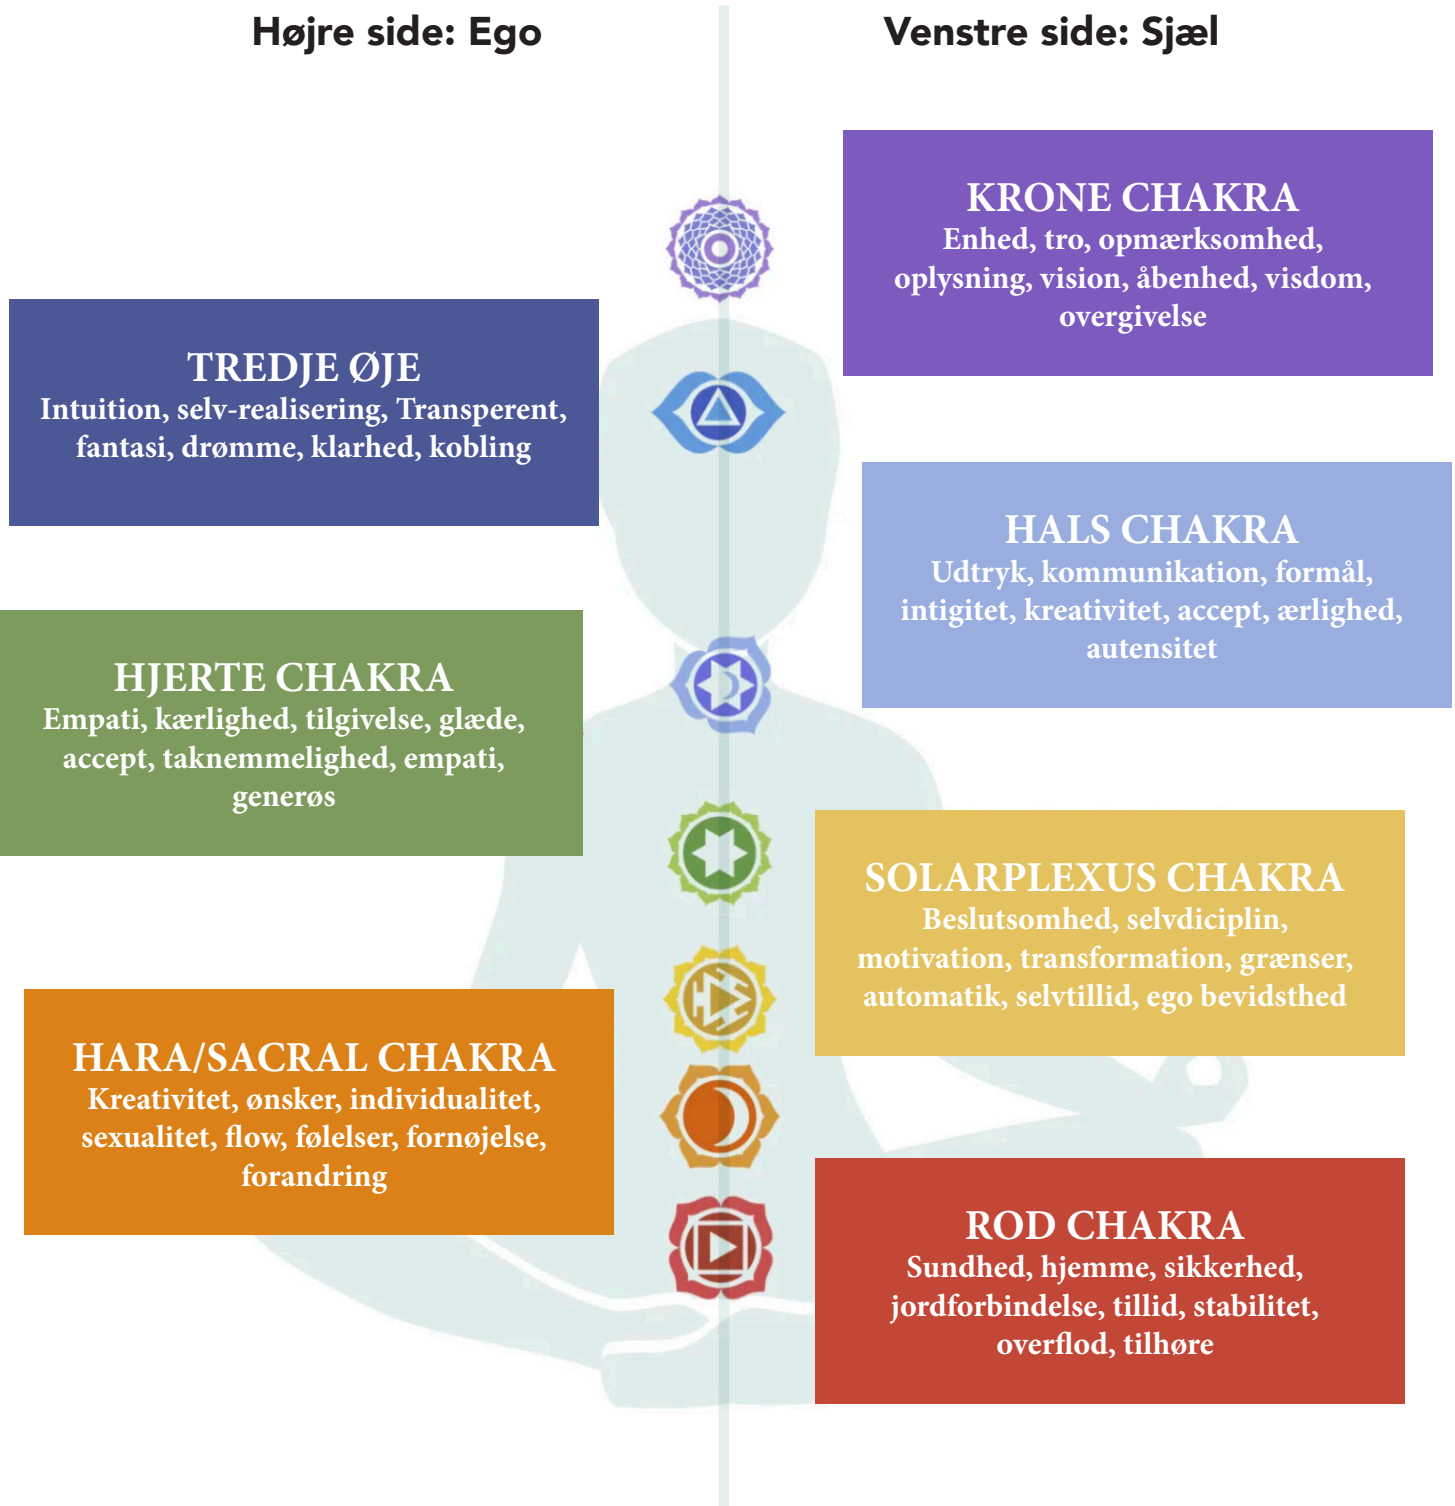 Højre side: Ego
Venstre side: Sjæl
KRONE CHAKRA
Enhed, tro, opmærksomhed,
oplysning, vision, åbenhed, visdom,
overgivelse
TREDJE ØJE
Intuition, selv-realisering, Transperent,
fantasi, drømme, klarhed, kobling
HALS CHAKRA
Udtryk, kommunikation, formål,
intigitet, kreativitet, accept, ærlighed,
autensitet
HJERTE CHAKRA
Empati, kærlighed, tilgivelse, glæde,
accept, taknemmelighed, empati,
generøs
SOLARPLEXUS CHAKRA
Beslutsomhed, selvdiciplin,
motivation, transformation, grænser,
automatik, selvtillid, ego bevidsthed
HARA/SACRAL CHAKRA
Kreativitet, ønsker, individualitet,
sexualitet, flow, følelser, fornøjelse,
forandring
ROD CHAKRA
Sundhed, hjemme, sikkerhed,
jordforbindelse, tillid, stabilitet,
overflod, tilhøre